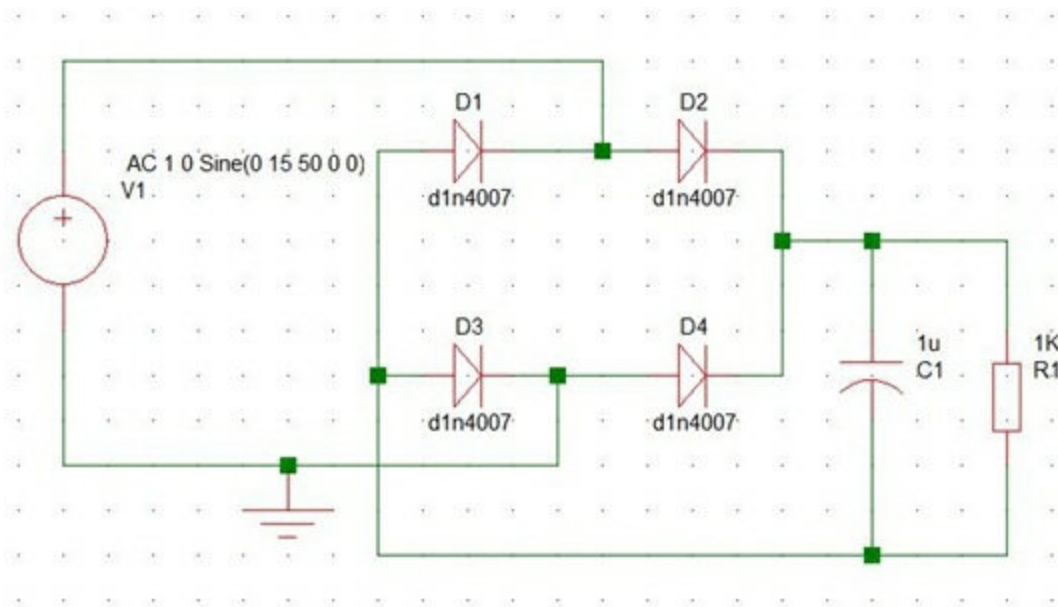 D1
D2
AC 1 0 Sine(0 15 50 0 0)
V1
d1n4007
d1n4007
+
D3
D4
1u
C1
1K
R1
d1n4007
d1n4007